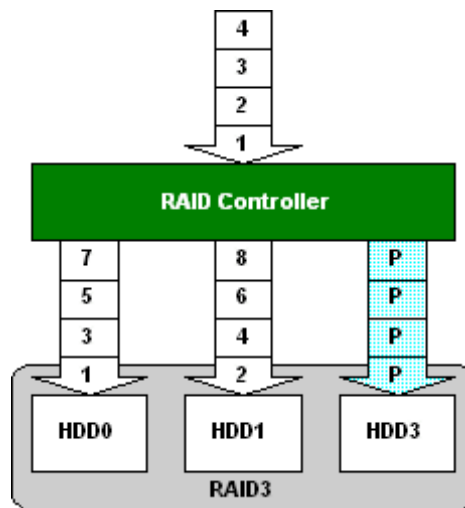 4
3
2
1
RAID Controller
7 8 P
5 6 P
3 4 P
1 2 P
HDD0 HDD1 HDD3
RAID3